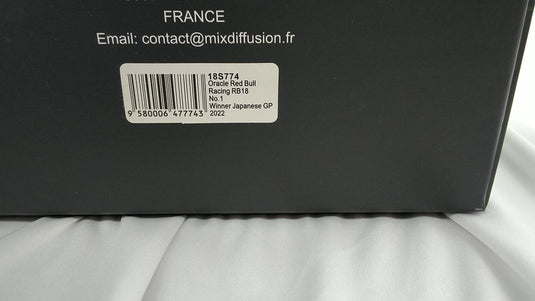 FRANCE
Email: contact@mixdiffusion.fr
18S774
Oracle Red Bull
Racing RB18
No.1
Winner Japanese GP
2022
9 580006 477743